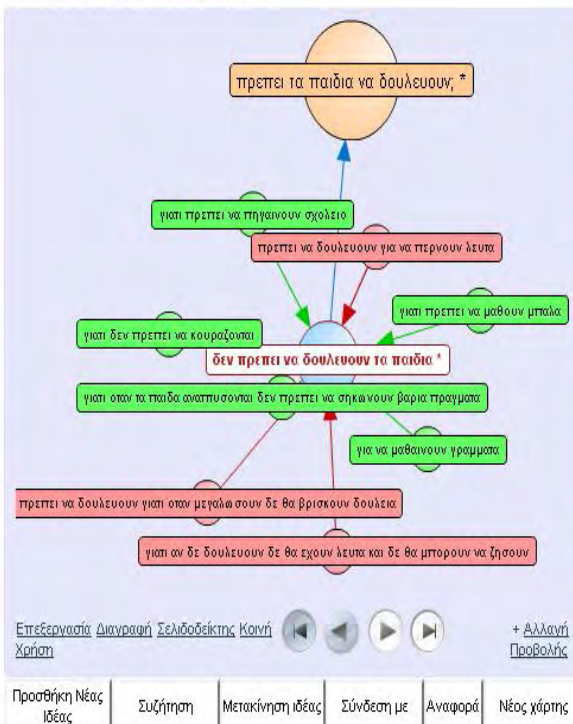 πρεπει τα παιδια να δουλευουν; *
γιατι πρεπει να πηγαινουν σχολειο
πρεπει να δουλευουν για να περνουν λευτα
γιατι πρεπει να μαθουν μπαλα
γιατι δεν πρεπει να κουραζονται
δεν πρεπει να δουλευουν τα παιδια *
γιατι οταν τα παιδα αναπτυσονται δεν πρεπει να σηκωνουν βαρια πραγματα
για να μαθαινουν γραμματα
πρεπει να δουλευουν γιατι οταν μεγαλωσουν δε θα βρισκουν δουλεια
γιατι αν δε δουλευουν δε θα εχουν λευτα και δε θα μπορουν να ζησουν
Επεξεργασία Διαγραφή Σελιδοδείκτης Κοινή
Χρήση
+ Αλλαγή
Προβολής
Προσθήκη Νέας
Ιδέας
Συζήτηση
Μετακίνηση ιδέας
Σύνδεση με
Αναφορά
Νέος χάρτης